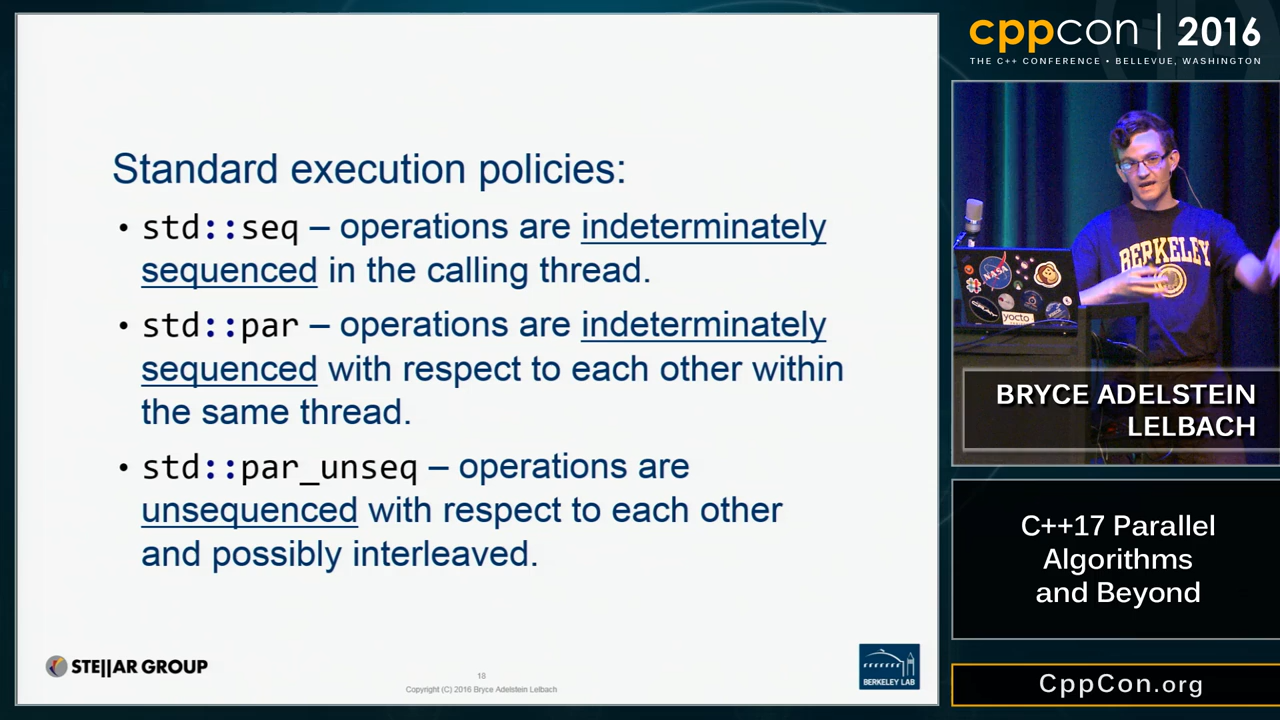 Standard execution policies:
• std::seq – operations are indeterminately
sequenced in the calling thread.
• std::par – operations are indeterminately
sequenced with respect to each other within
the same thread.
• std::par_unseq – operations are
unsequenced with respect to each other
and possibly interleaved.
STE||AR GROUP
18
Copyright (C) 2016 Bryce Adelstein Lelbach
BERKELEY LAB
cppcon | 2016
THE C++ CONFERENCE • BELLEVUE, WASHINGTON
BERKELEY
NASA
yocto
BRYCE ADELSTEIN
LELBACH
C++17 Parallel
Algorithms
and Beyond
CppCon.org